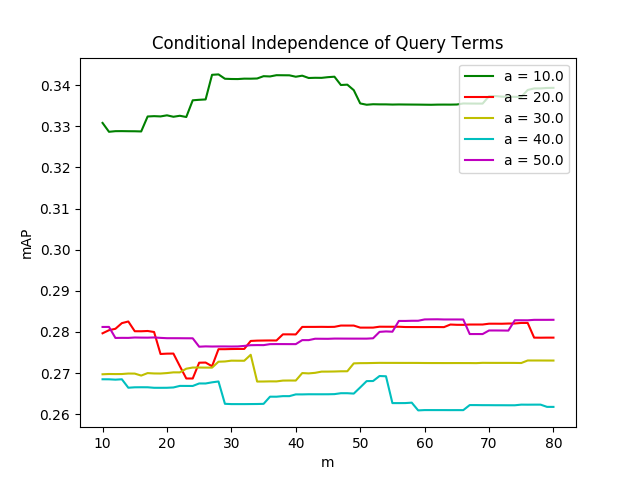 Conditional Independence of Query Terms
a = 10.0
a = 20.0
a = 30.0
a = 40.0
a = 50.0
0.34
0.33
0.32
0.31
0.30
0.29
0.28
0.27
0.26
mAP
10 20 30 40 50 60 70 80
m